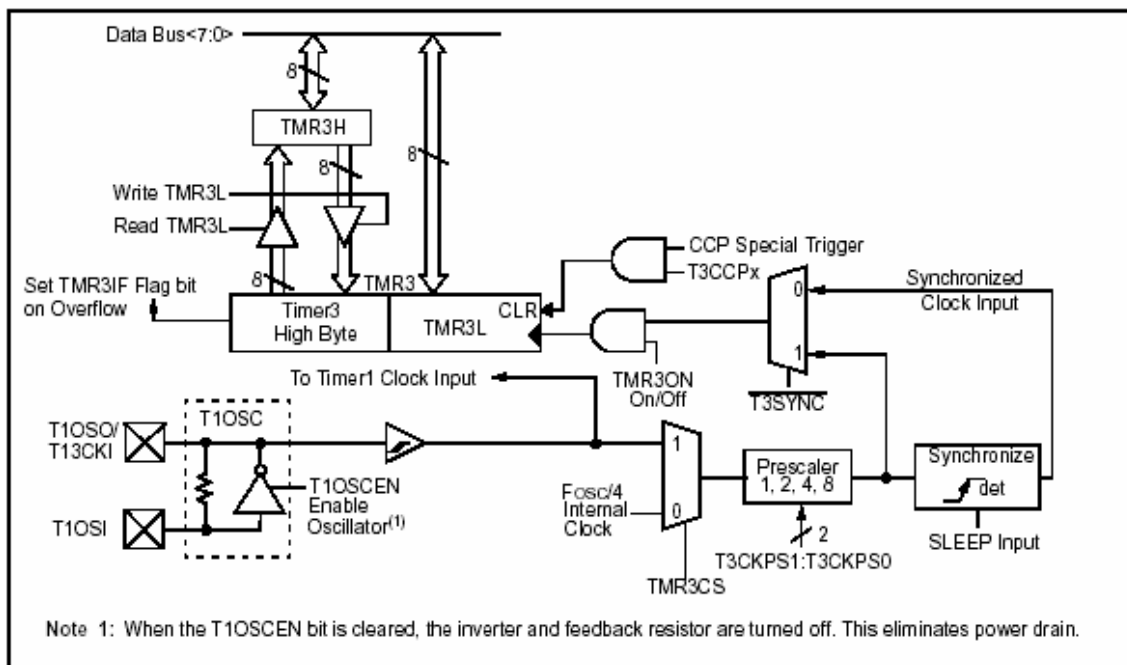 Data Bus<7:0>
8
TMR3H
8
8
Write TMR3L
Read TMR3L
8
TMR3
Set TMR3IF Flag bit
on Overflow
Timer3
High Byte
TMR3L
CLR
CCP Special Trigger
T3CCPx
0
Synchronized
Clock Input
1
TMR3ON
On/Off
T3SYNC
To Timer1 Clock Input
T1OSC
T1OSO/
T13CKI
T1OSCEN
Enable
Oscillator(1)
T1OSI
1
FOSC/4
Internal
Clock
0
TMR3CS
Prescaler
1, 2, 4, 8
2
T3CKPS1:T3CKPS0
Synchronize
det
SLEEP Input
Note 1: When the T1OSCEN bit is cleared, the inverter and feedback resistor are turned off. This eliminates power drain.